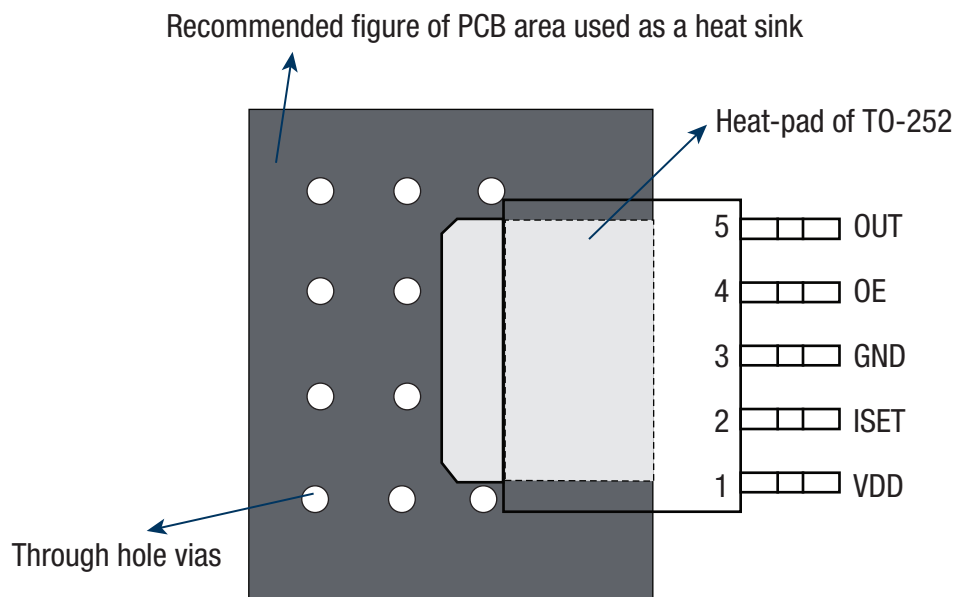 Recommended figure of PCB area used as a heat sink
Heat-pad of TO-252
5 OUT
4 OE
3 GND
2 ISET
1 VDD
Through hole vias